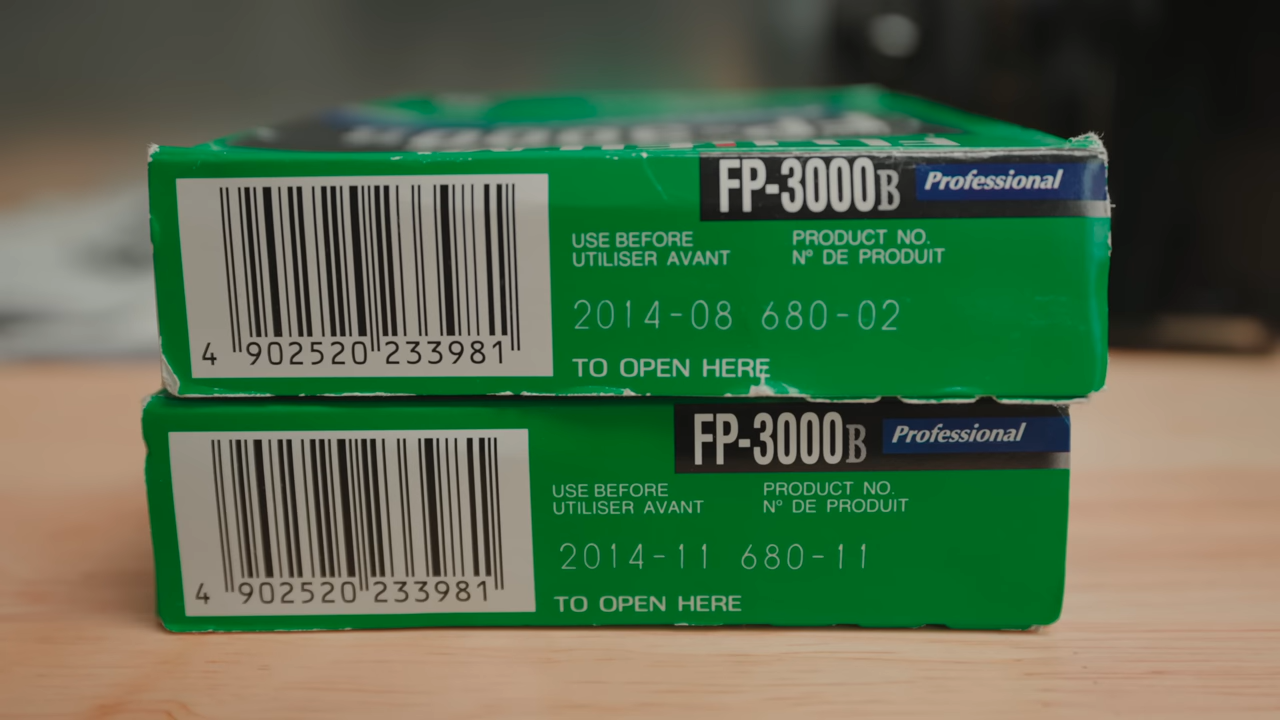 FP-3000B Professional
USE BEFORE
UTILISER AVANT
PRODUCT NO.
N° DE PRODUIT
2014-08 680-02
TO OPEN HERE
4 902520 233981
FP-3000B Professional
USE BEFORE
UTILISER AVANT
PRODUCT NO.
N° DE PRODUIT
2014-11 680-11
TO OPEN HERE
4 902520 233981